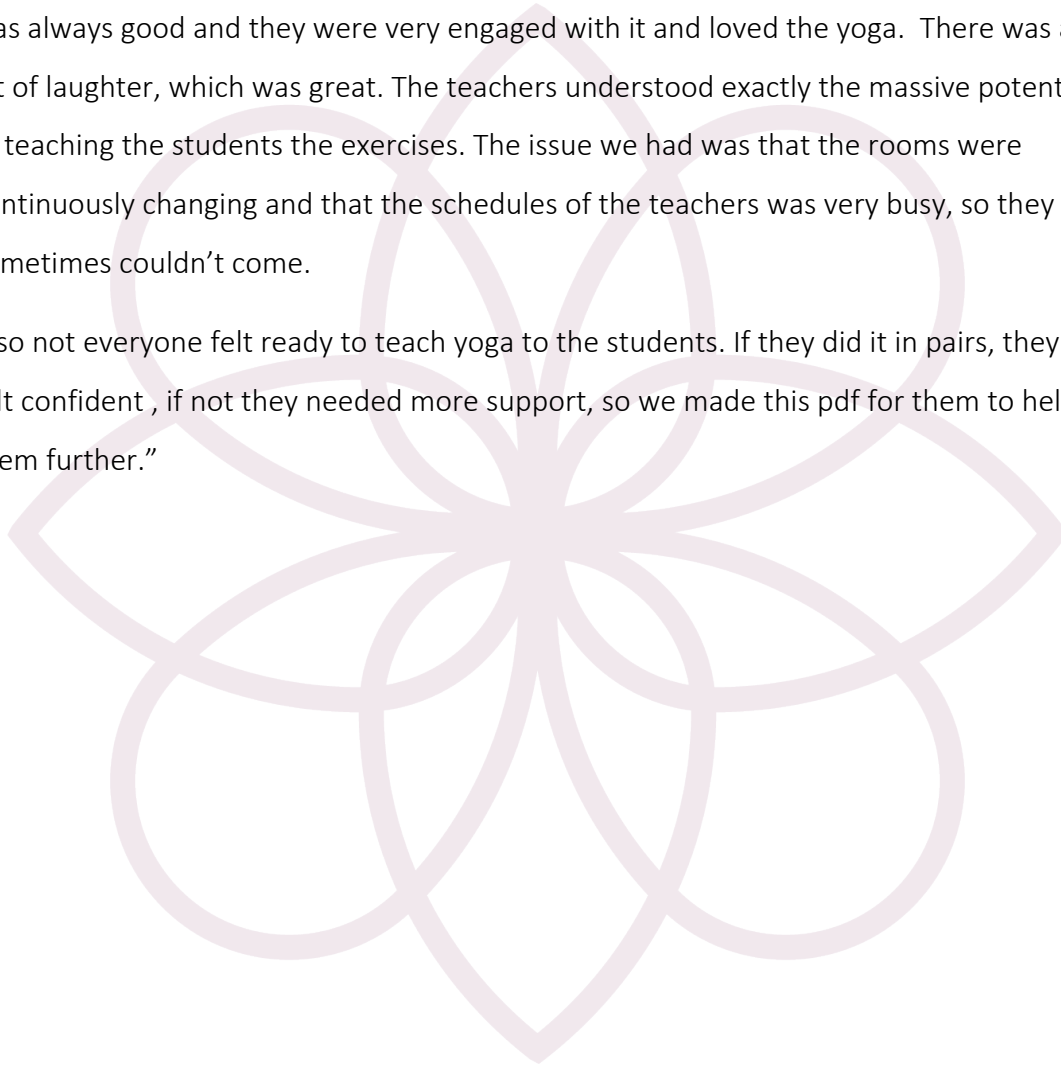 as always good and they were very engaged with it and loved the yoga.  There was a
t of laughter, which was great. The teachers understood exactly the massive potent
teaching the students the exercises. The issue we had was that the rooms were
ntinuously changing and that the schedules of the teachers was very busy, so they
metimes couldn’t come.
so not everyone felt ready to teach yoga to the students. If they did it in pairs, they
lt confident , if not they needed more support, so we made this pdf for them to hel
em further.”